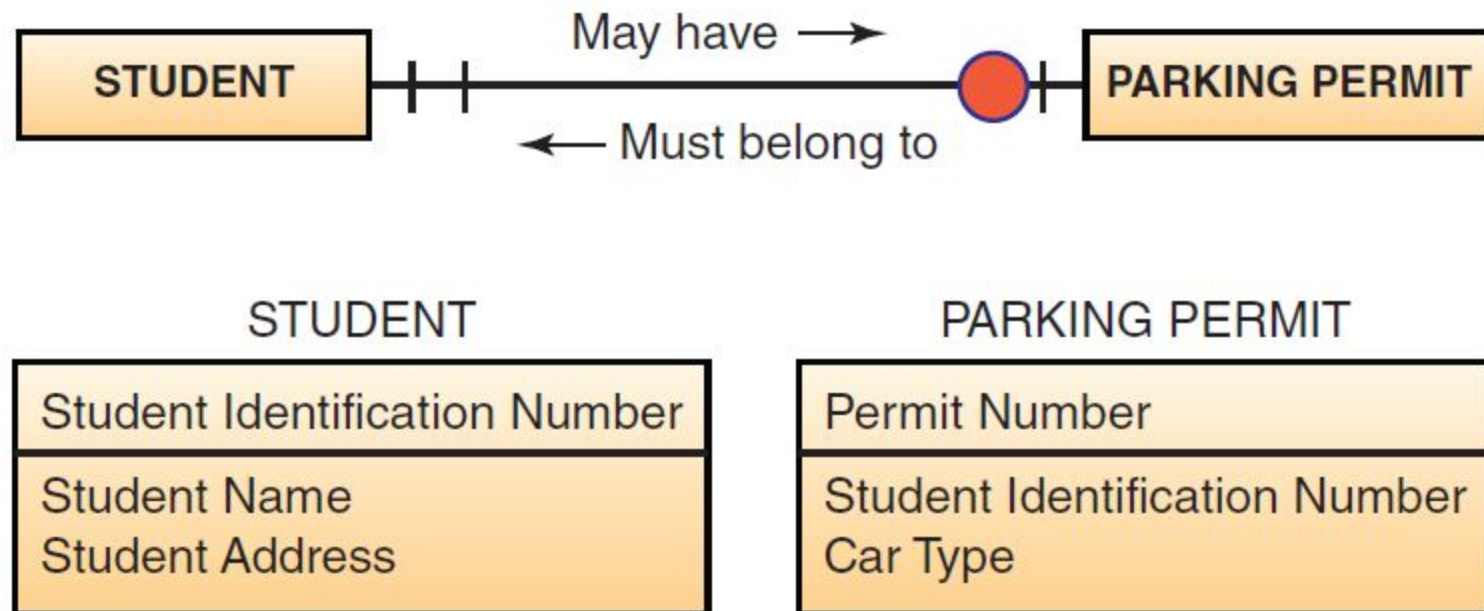 May have
STUDENT
PARKING PERMIT
Must belong to
STUDENT
PARKING PERMIT
Student Identification Number
Permit Number
Student Name
Student Identification Number
Student Address
Car Type